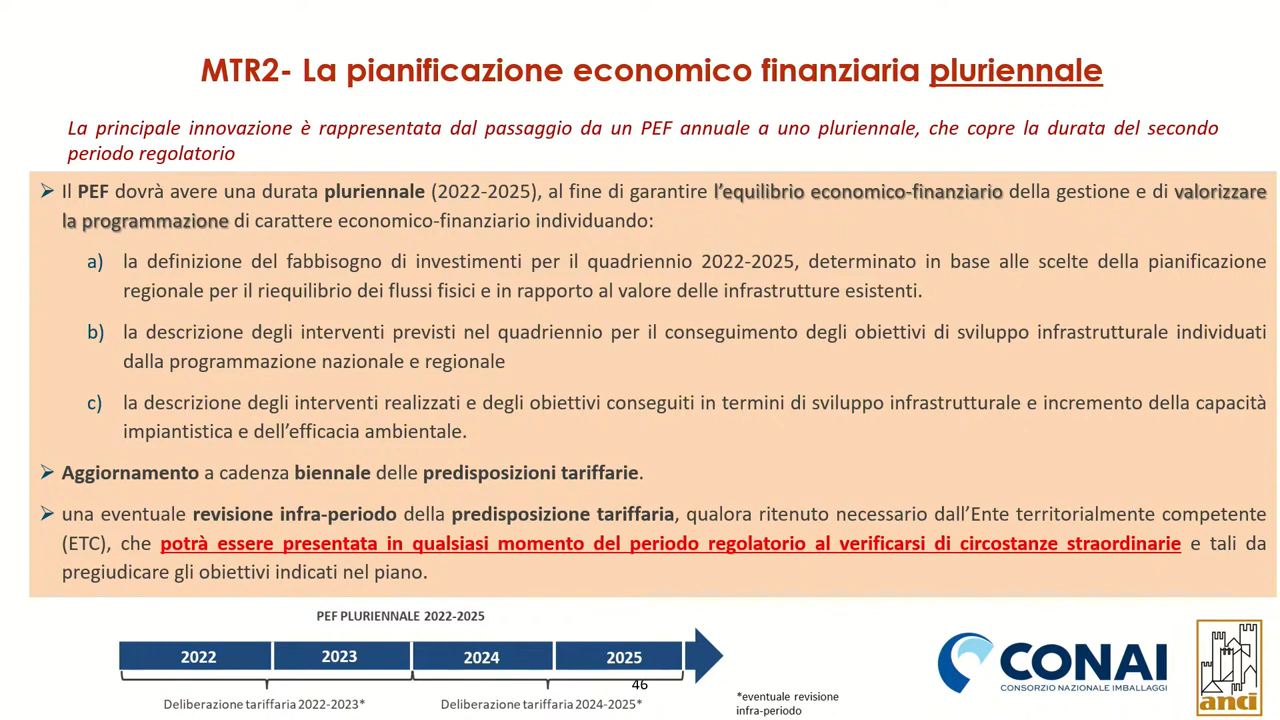 MTR2- La pianificazione economico finanziaria pluriennale
La principale innovazione è rappresentata dal passaggio da un PEF annuale a uno pluriennale, che copre la durata del secondo
periodo regolatorio
➢ Il PEF dovrà avere una durata pluriennale (2022-2025), al fine di garantire l'equilibrio economico-finanziario della gestione e di valorizzare
la programmazione di carattere economico-finanziario individuando:
a) la definizione del fabbisogno di investimenti per il quadriennio 2022-2025, determinato in base alle scelte della pianificazione
regionale per il riequilibrio dei flussi fisici e in rapporto al valore delle infrastrutture esistenti.
b) la descrizione degli interventi previsti nel quadriennio per il conseguimento degli obiettivi di sviluppo infrastrutturale individuati
dalla programmazione nazionale e regionale
c) la descrizione degli interventi realizzati e degli obiettivi conseguiti in termini di sviluppo infrastrutturale e incremento della capacità
impiantistica e dell'efficacia ambientale.
➢ Aggiornamento a cadenza biennale delle predisposizioni tariffarie.
➢ una eventuale revisione infra-periodo della predisposizione tariffaria, qualora ritenuto necessario dall'Ente territorialmente competente
(ETC), che potrà essere presentata in qualsiasi momento del periodo regolatorio al verificarsi di circostanze straordinarie e tali da
pregiudicare gli obiettivi indicati nel piano.
PEF PLURIENNALE 2022-2025
2022 2023 2024 2025
46
Deliberazione tariffaria 2022-2023* Deliberazione tariffaria 2024-2025*
*eventuale revisione
infra-periodo
CONAI
CONSORZIO NAZIONALE IMBALLAGGI
anci